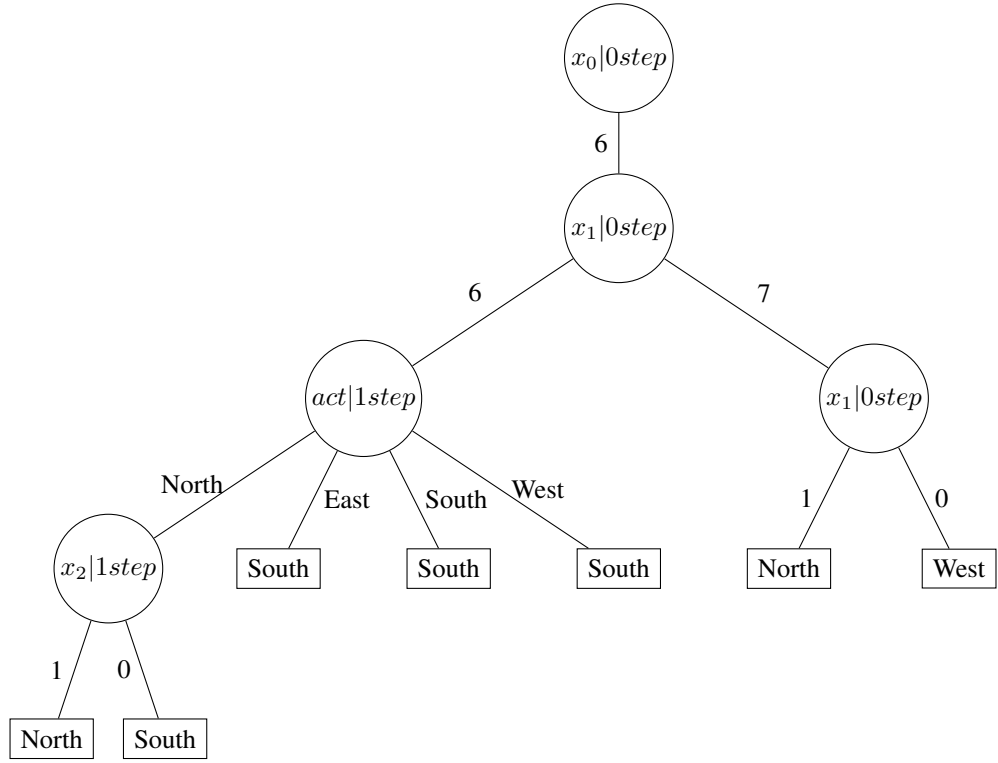 x₀|0step
6
x₁|0step
6
7
act|1step
x₁|0step
North
East
South
West
1
0
x₂|1step
South
South
South
North
West
1
0
North
South